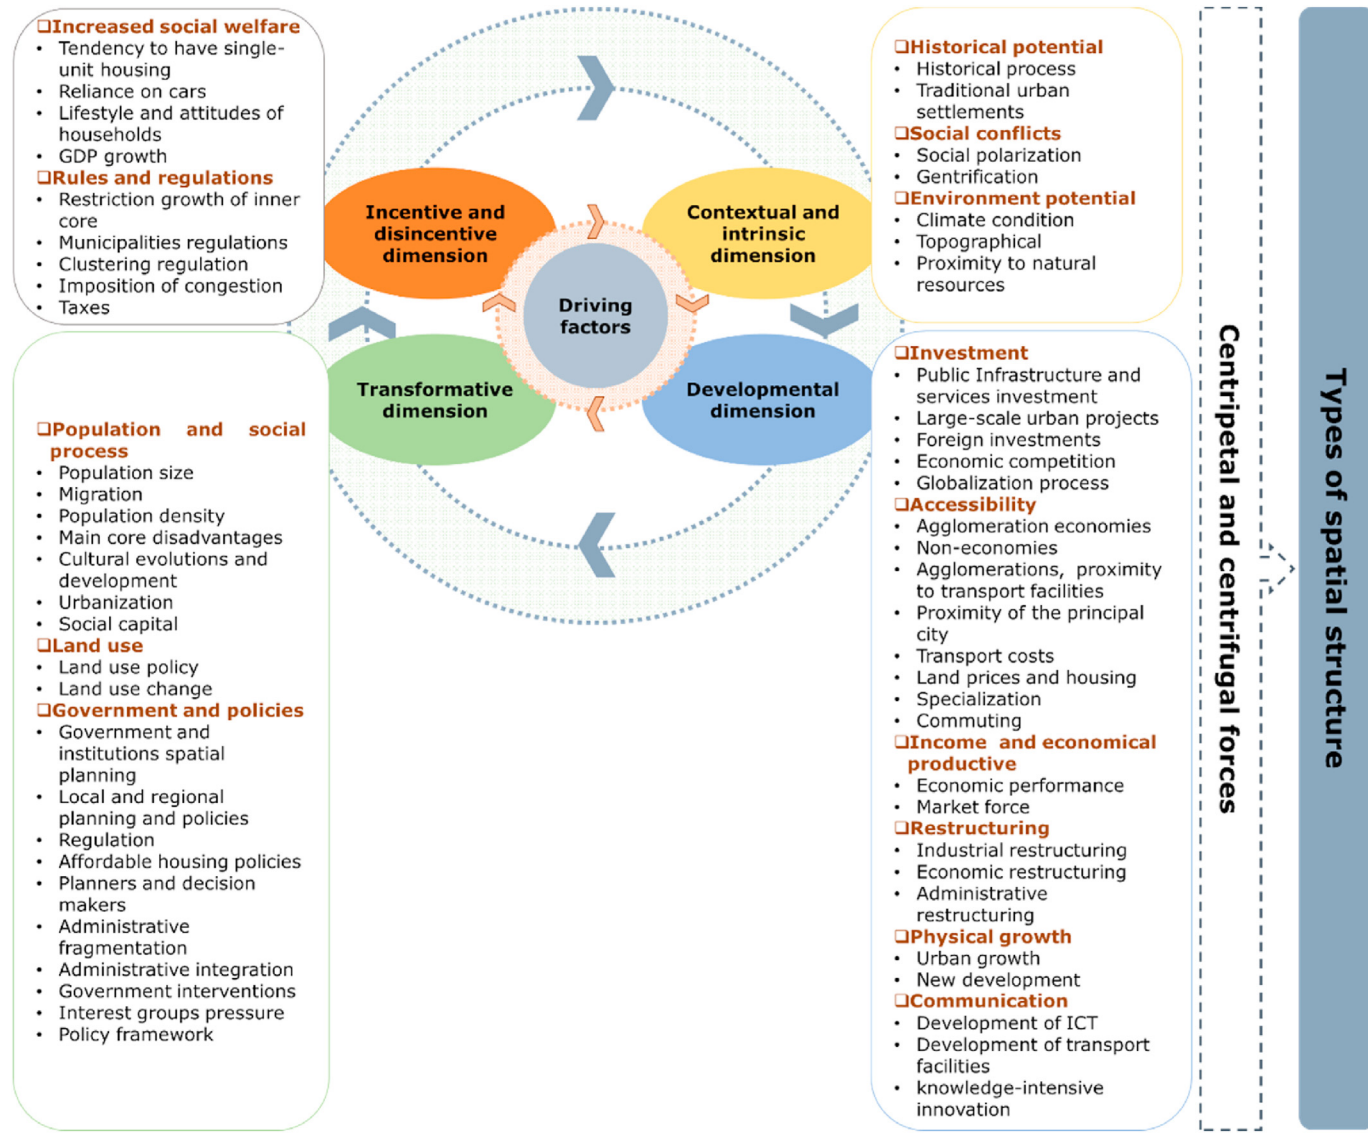 ❑Increased social welfare
• Tendency to have single-
unit housing
• Reliance on cars
• Lifestyle and attitudes of
households
• GDP growth
❑Rules and regulations
• Restriction growth of inner
core
• Municipalities regulations
• Clustering regulation
• Imposition of congestion
• Taxes
❑Population and social
process
• Population size
• Migration
• Population density
• Main core disadvantages
• Cultural evolutions and
development
• Urbanization
• Social capital
❑Land use
• Land use policy
• Land use change
❑Government and policies
• Government and
institutions spatial
planning
• Local and regional
planning and policies
• Regulation
• Affordable housing policies
• Planners and decision
makers
• Administrative
fragmentation
• Administrative integration
• Government interventions
• Interest groups pressure
• Policy framework
Incentive and
disincentive
dimension
Contextual and
intrinsic
dimension
Driving
factors
Transformative
dimension
Developmental
dimension
❑Historical potential
• Historical process
• Traditional urban
settlements
❑Social conflicts
• Social polarization
• Gentrification
❑Environment potential
• Climate condition
• Topographical
• Proximity to natural
resources
❑Investment
• Public Infrastructure and
services investment
• Large-scale urban projects
• Foreign investments
• Economic competition
• Globalization process
❑Accessibility
• Agglomeration economies
• Non-economies
• Agglomerations, proximity
to transport facilities
• Proximity of the principal
city
• Transport costs
• Land prices and housing
• Specialization
• Commuting
❑Income and economical
productive
• Economic performance
• Market force
❑Restructuring
• Industrial restructuring
• Economic restructuring
• Administrative
restructuring
❑Physical growth
• Urban growth
• New development
❑Communication
• Development of ICT
• Development of transport
facilities
• knowledge-intensive
innovation
Centripetal and centrifugal forces
Types of spatial structure